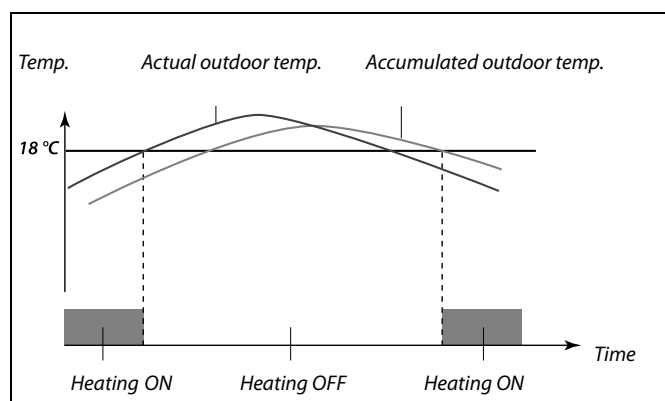 Temp. Actual outdoor temp. Accumulated outdoor temp.
18 °C
Time
Heating ON Heating OFF Heating ON